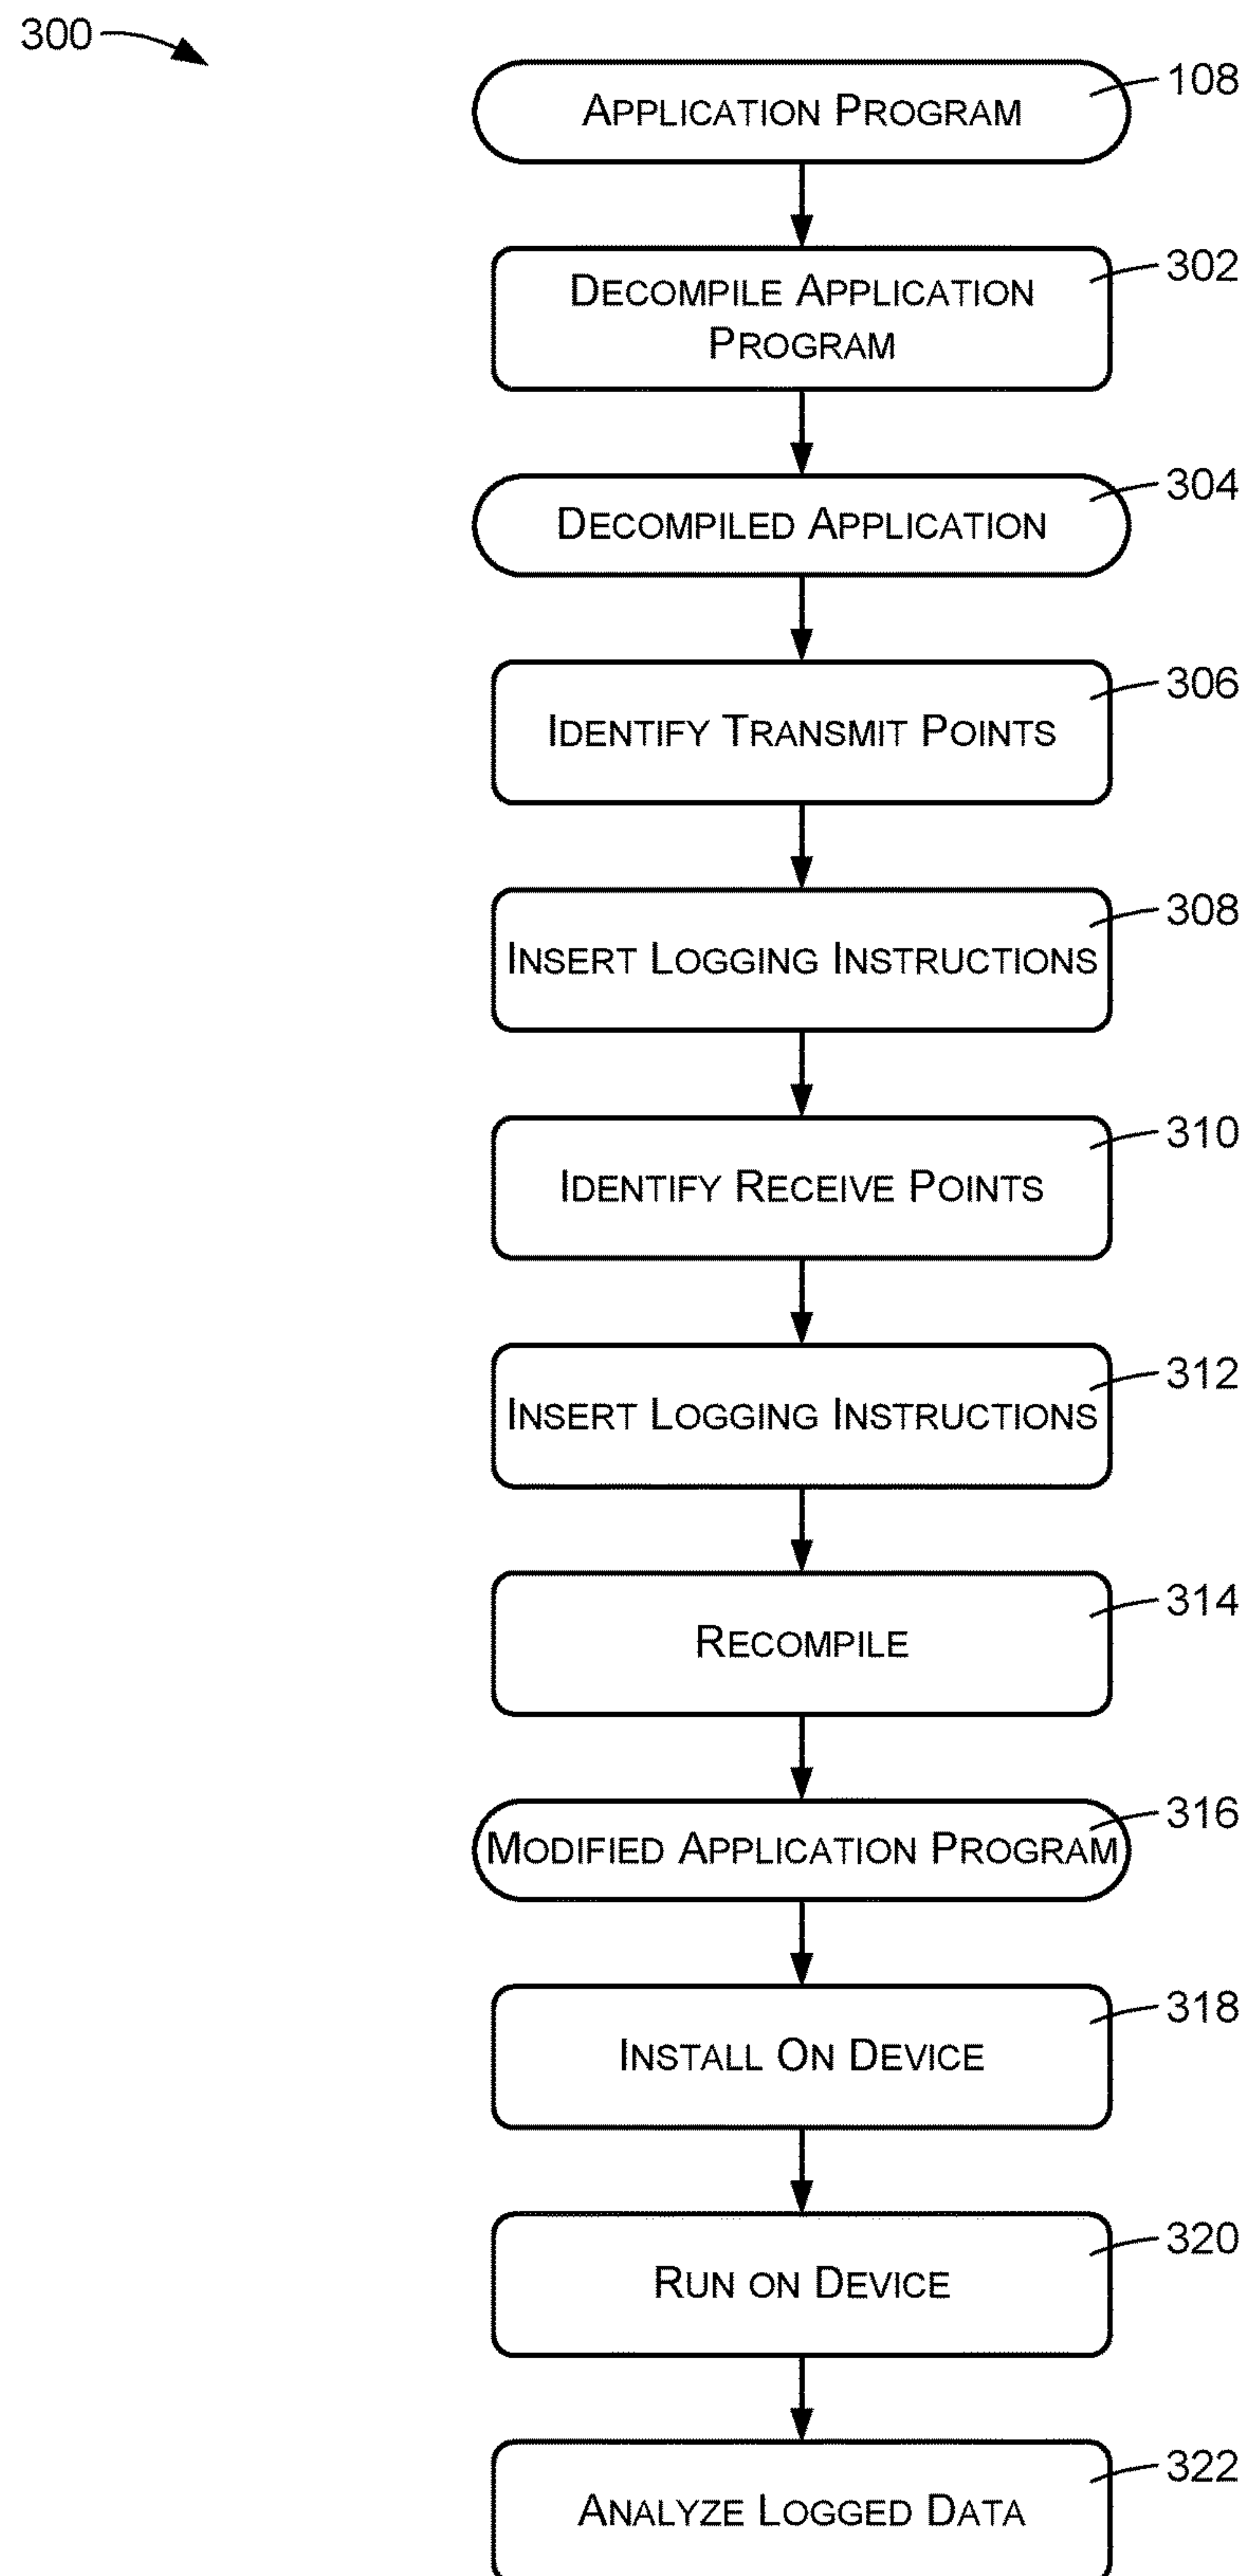 300
APPLICATION PROGRAM
108
DECOMPILE APPLICATION
PROGRAM
302
DECOMPILED APPLICATION
304
IDENTIFY TRANSMIT POINTS
306
INSERT LOGGING INSTRUCTIONS
308
IDENTIFY RECEIVE POINTS
310
INSERT LOGGING INSTRUCTIONS
312
RECOMPILE
314
MODIFIED APPLICATION PROGRAM
316
INSTALL ON DEVICE
318
RUN ON DEVICE
320
ANALYZE LOGGED DATA
322